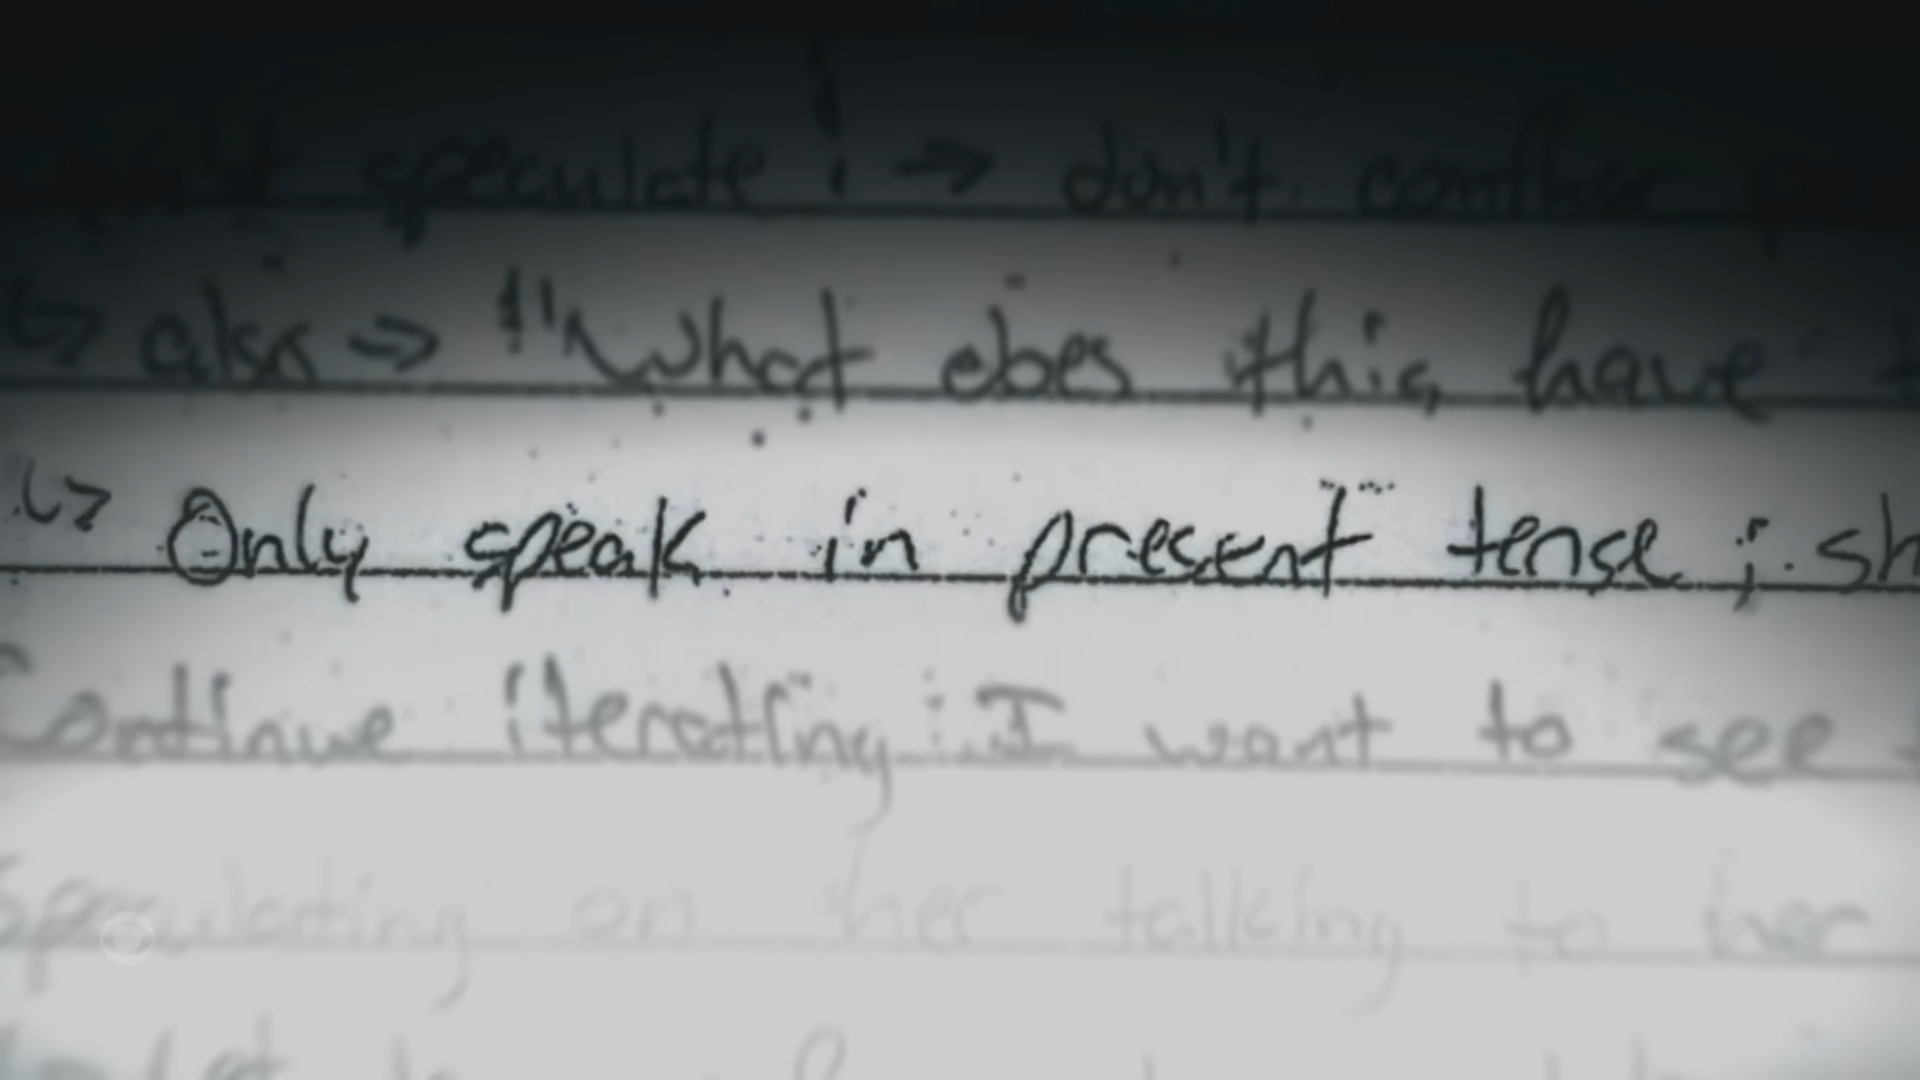 speculate! → don't
↳ also ⇒ "What does this have
↳ Only speak in present tense; sh
Continue iterating: I want to see
Speculating on her talking to her